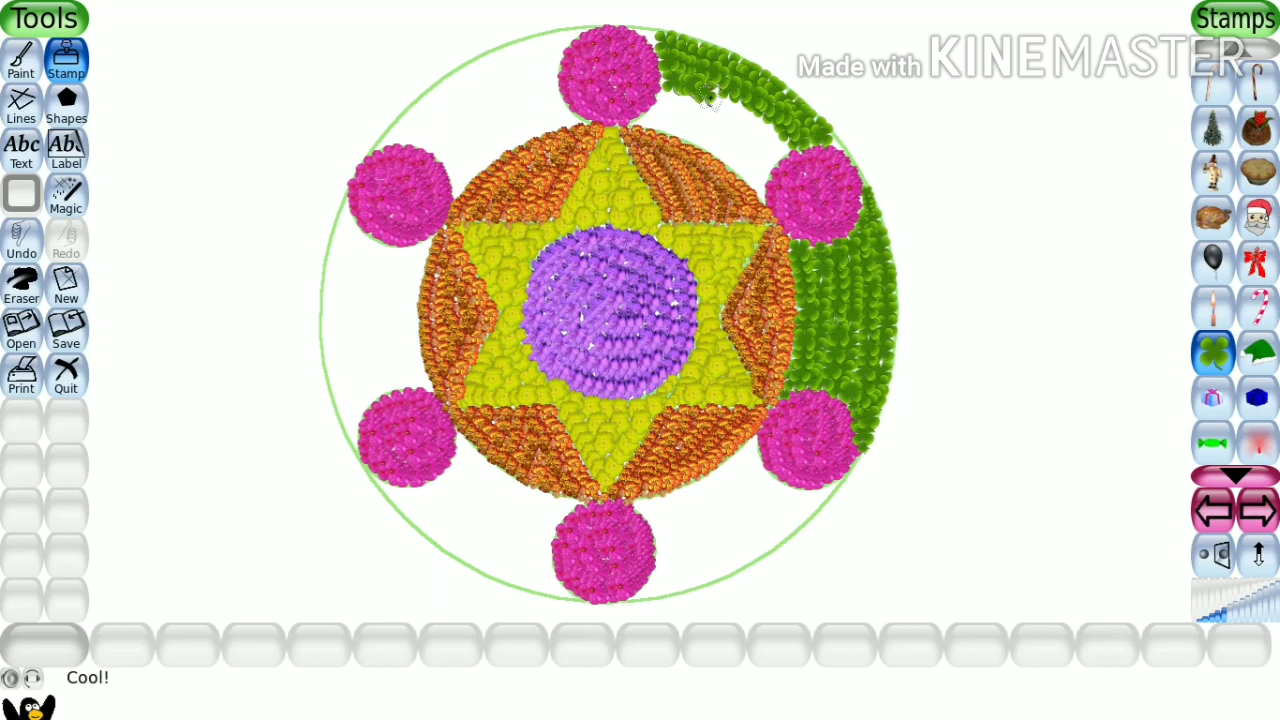 Tools
Stamps
Made with KINEMASTER
Paint
Stamp
Lines
Shapes
Abc
Text
Abc
Label
Magic
Undo
Redo
Eraser
New
Open
Save
Print
Quit
Cool!